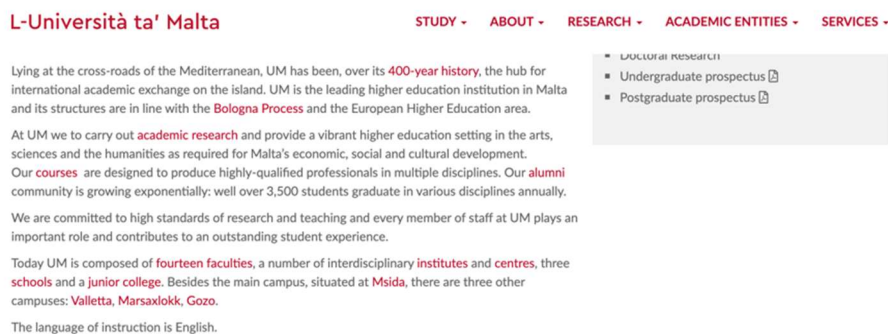 L-Università ta' Malta
STUDY ABOUT RESEARCH ACADEMIC ENTITIES SERVICES
Lying at the cross-roads of the Mediterranean, UM has been, over its 400-year history, the hub for
international academic exchange on the island. UM is the leading higher education institution in Malta
and its structures are in line with the Bologna Process and the European Higher Education area.
At UM we to carry out academic research and provide a vibrant higher education setting in the arts,
sciences and the humanities as required for Malta's economic, social and cultural development.
Our courses are designed to produce highly-qualified professionals in multiple disciplines. Our alumni
community is growing exponentially: well over 3,500 students graduate in various disciplines annually.
We are committed to high standards of research and teaching and every member of staff at UM plays an
important role and contributes to an outstanding student experience.
Today UM is composed of fourteen faculties, a number of interdisciplinary institutes and centres, three
schools and a junior college. Besides the main campus, situated at Msida, there are three other
campuses: Valletta, Marsaxlokk, Gozo.
The language of instruction is English.
Doctoral Research
Undergraduate prospectus
Postgraduate prospectus